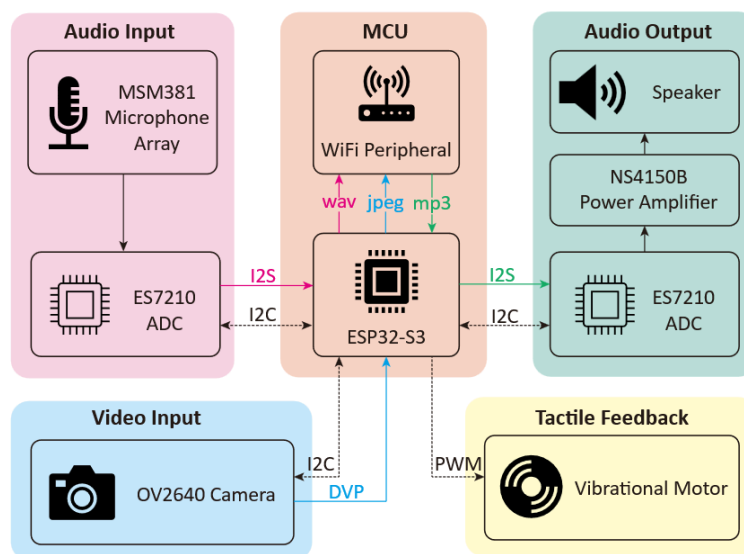 Audio Input
MCU
Audio Output
MSM381
Microphone
Array
WiFi Peripheral
Speaker
NS4150B
Power Amplifier
wav
jpeg
mp3
ES7210
ADC
I2S
I2C
ESP32-S3
I2S
I2C
ES7210
ADC
Video Input
Tactile Feedback
OV2640 Camera
I2C
DVP
PWM
Vibrational Motor